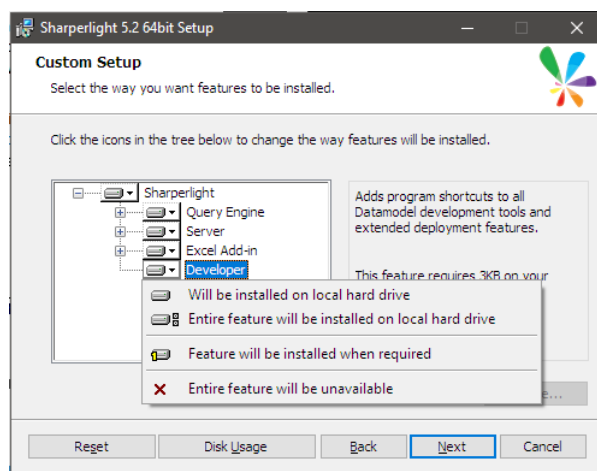 Sharperlight 5.2 64bit Setup
Custom Setup
Select the way you want features to be installed.
Click the icons in the tree below to change the way features will be installed.
Sharperlight
Query Engine
Server
Excel Add-in
Developer
Adds program shortcuts to all
Datamodel development tools and
extended deployment features.
This feature requires 3KB on your
Will be installed on local hard drive
Entire feature will be installed on local hard drive
Feature will be installed when required
Entire feature will be unavailable
Reset
Disk Usage
Back
Next
Cancel